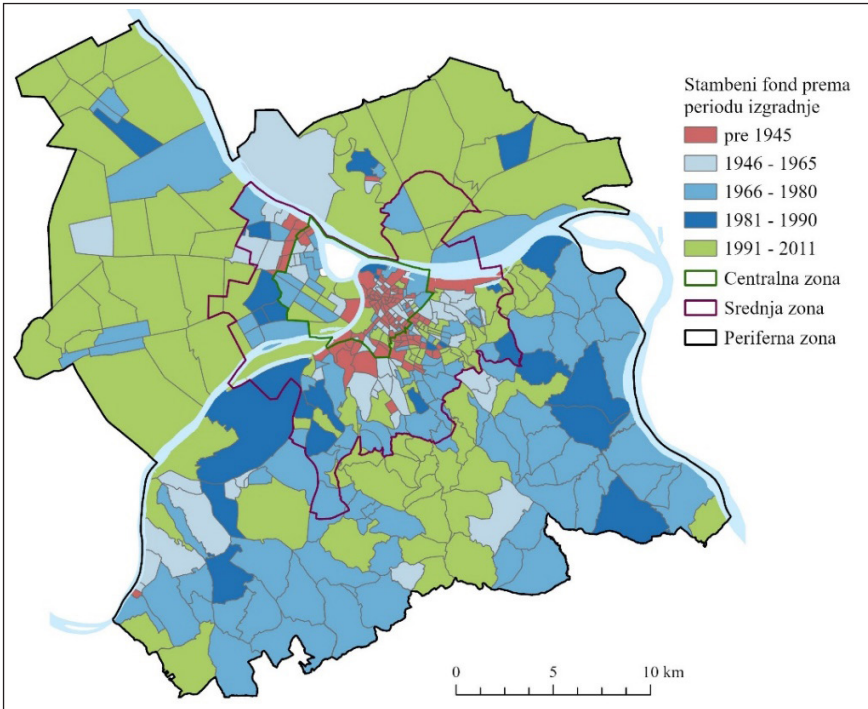 Stambeni fond prema
periodu izgradnje
pre 1945
1946 - 1965
1966 - 1980
1981 - 1990
1991 - 2011
Centralna zona
Srednja zona
Periferna zona
0 5 10 km